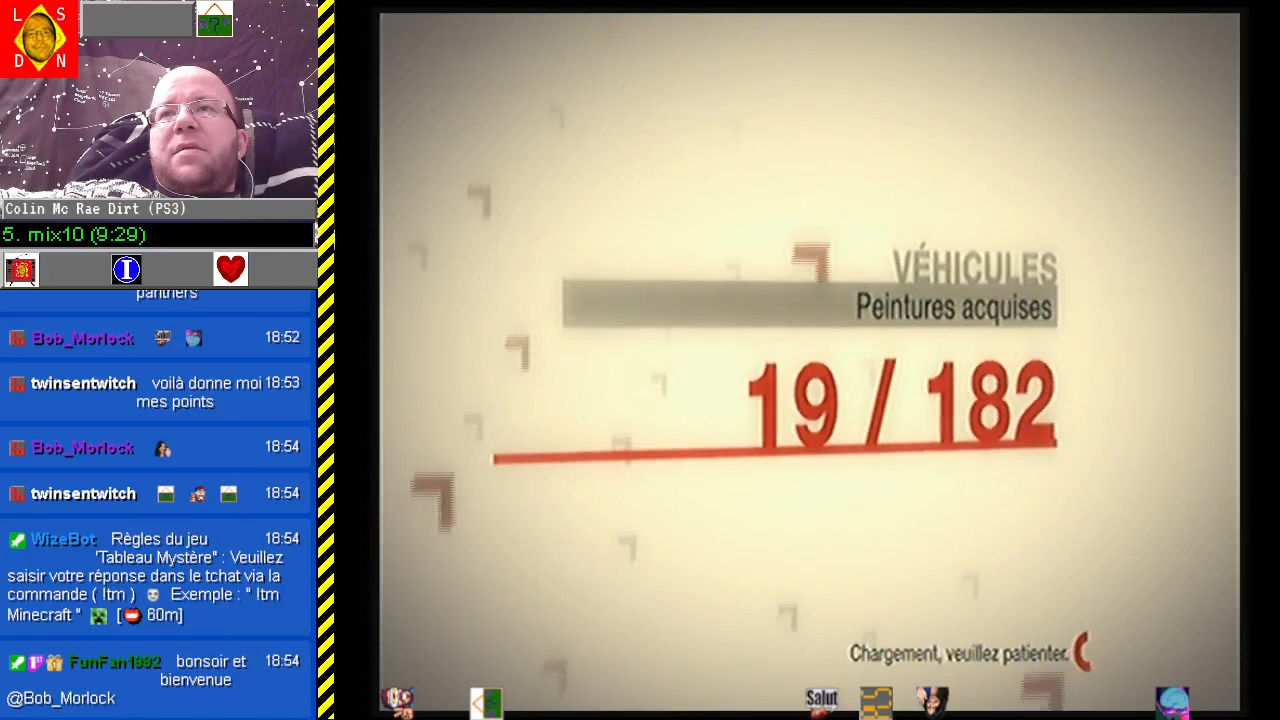 L S
D N
Colin Mc Rae Dirt (PS3)
5. mix10 (9:29)
I
panthers
Bob_Morlock 18:52
twinsentwitch voilà donne moi 18:53
mes points
Bob_Morlock 18:54
twinsentwitch 18:54
WizeBot Règles du jeu 18:54
'Tableau Mystère" : Veuillez
saisir votre réponse dans le tchat via la
commande ( !tm ) Exemple : " !tm
Minecraft " [ 60m]
FunFan1992 bonsoir et 18:54
bienvenue
@Bob_Morlock
VÉHICULES
Peintures acquises
19 / 182
Chargement, veuillez patienter.
Salut